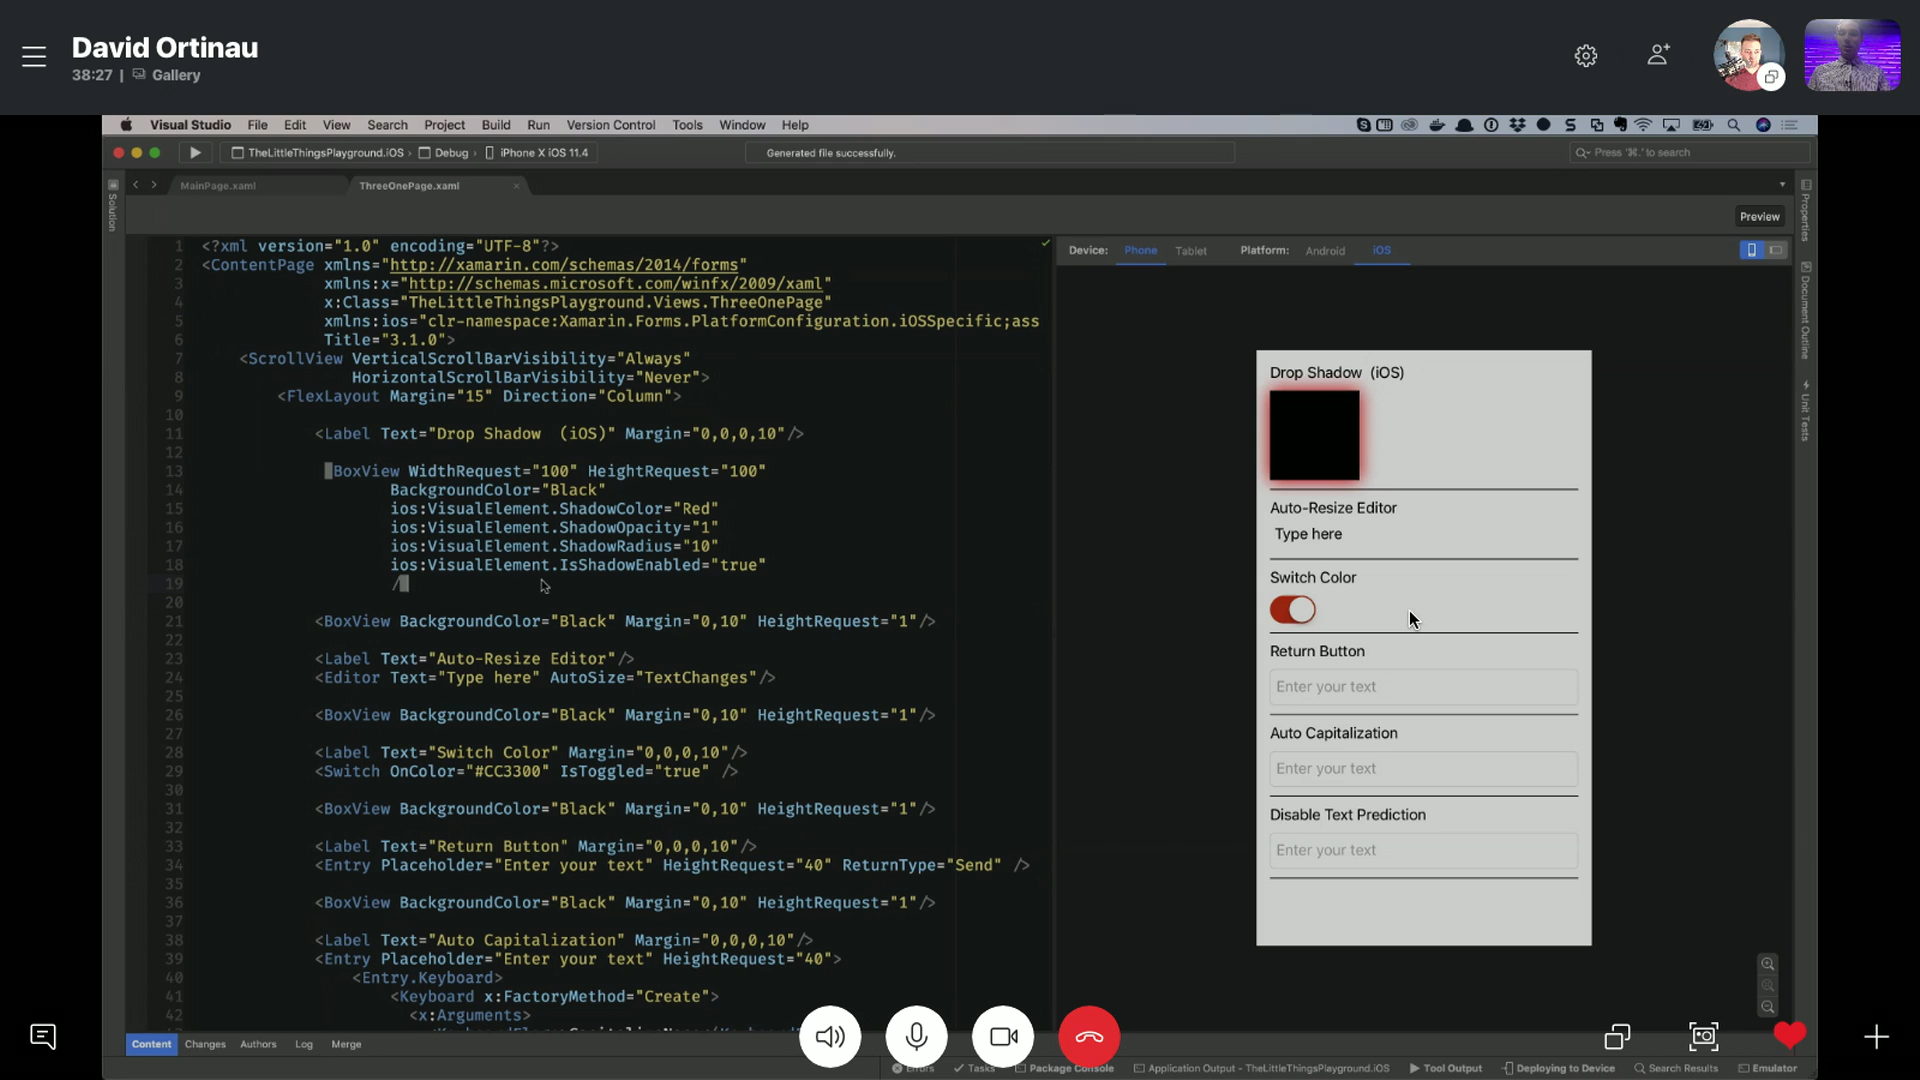 David Ortinau
38:27 | Gallery
Visual Studio File Edit View Search Project Build Run Version Control Tools Window Help
TheLittleThingsPlayground.iOS › Debug › iPhone X iOS 11.4
Generated file successfully.
Press '⌘.' to search
MainPage.xaml
ThreeOnePage.xaml
Solution
Properties
Document Outline
Unit Tests
Preview
Device: Phone Tablet Platform: Android iOS
1 <?xml version="1.0" encoding="UTF-8"?>
2 <ContentPage xmlns="http://xamarin.com/schemas/2014/forms"
3 xmlns:x="http://schemas.microsoft.com/winfx/2009/xaml"
4 x:Class="TheLittleThingsPlayground.Views.ThreeOnePage"
5 xmlns:ios="clr-namespace:Xamarin.Forms.PlatformConfiguration.iOSSpecific;ass
6 Title="3.1.0">
7 <ScrollView VerticalScrollBarVisibility="Always"
8 HorizontalScrollBarVisibility="Never">
9 <FlexLayout Margin="15" Direction="Column">
10
11 <Label Text="Drop Shadow  (iOS)" Margin="0,0,0,10"/>
12
13 BoxView WidthRequest="100" HeightRequest="100"
14 BackgroundColor="Black"
15 ios:VisualElement.ShadowColor="Red"
16 ios:VisualElement.ShadowOpacity="1"
17 ios:VisualElement.ShadowRadius="10"
18 ios:VisualElement.IsShadowEnabled="true"
19 /
20
21 <BoxView BackgroundColor="Black" Margin="0,10" HeightRequest="1"/>
22
23 <Label Text="Auto-Resize Editor"/>
24 <Editor Text="Type here" AutoSize="TextChanges"/>
25
26 <BoxView BackgroundColor="Black" Margin="0,10" HeightRequest="1"/>
27
28 <Label Text="Switch Color" Margin="0,0,0,10"/>
29 <Switch OnColor="#CC3300" IsToggled="true" />
30
31 <BoxView BackgroundColor="Black" Margin="0,10" HeightRequest="1"/>
32
33 <Label Text="Return Button" Margin="0,0,0,10"/>
34 <Entry Placeholder="Enter your text" HeightRequest="40" ReturnType="Send" />
35
36 <BoxView BackgroundColor="Black" Margin="0,10" HeightRequest="1"/>
37
38 <Label Text="Auto Capitalization" Margin="0,0,0,10"/>
39 <Entry Placeholder="Enter your text" HeightRequest="40">
40 <Entry.Keyboard>
41 <Keyboard x:FactoryMethod="Create">
42 <x:Arguments>
Drop Shadow  (iOS)
Auto-Resize Editor
Type here
Switch Color
Return Button
Enter your text
Auto Capitalization
Enter your text
Disable Text Prediction
Enter your text
Content Changes Authors Log Merge
Errors Tasks Package Console Application Output - TheLittleThingsPlayground.iOS Tool Output Deploying to Device Search Results Emulator